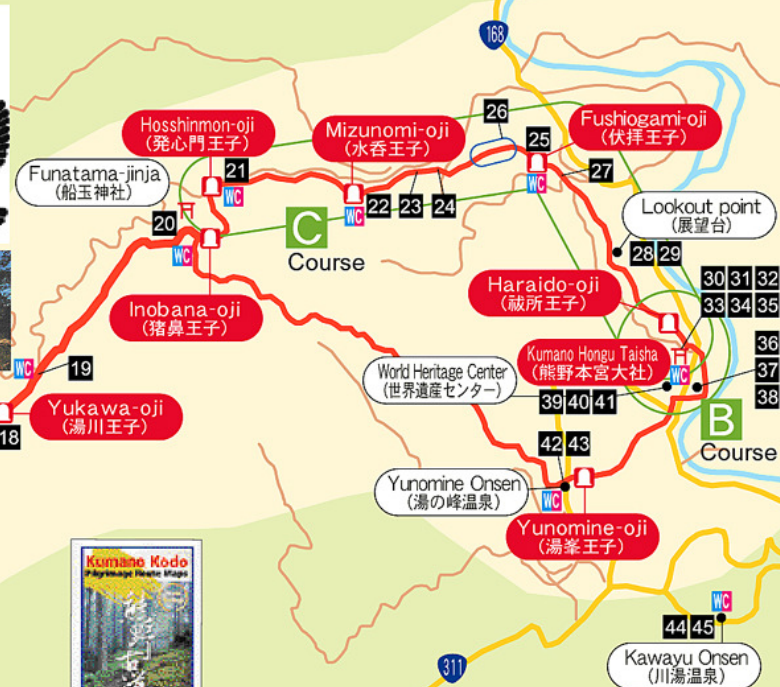 168
26
Hosshinmon-oji
(発心門王子)
Mizunomi-oji
(水呑王子)
Fushiogami-oji
(伏拝王子)
25
21
WC
Funatama-jinja
(船玉神社)
WC
27
22
23
24
WC
20
Lookout point
(展望台)
C
Course
WC
28
29
Inobana-oji
(猪鼻王子)
Haraido-oji
(祓所王子)
30
31
32
33
34
35
Kumano Hongu Taisha
(熊野本宮大社)
36
37
38
WC
World Heritage Center
(世界遺産センター)
39
40
41
WC
19
Yukawa-oji
(湯川王子)
18
B
Course
42
43
Yunomine Onsen
(湯の峰温泉)
WC
Yunomine-oji
(湯峯王子)
Kumano Kodo
Pilgrimage Route Maps
WC
44
45
Kawayu Onsen
(川湯温泉)
311